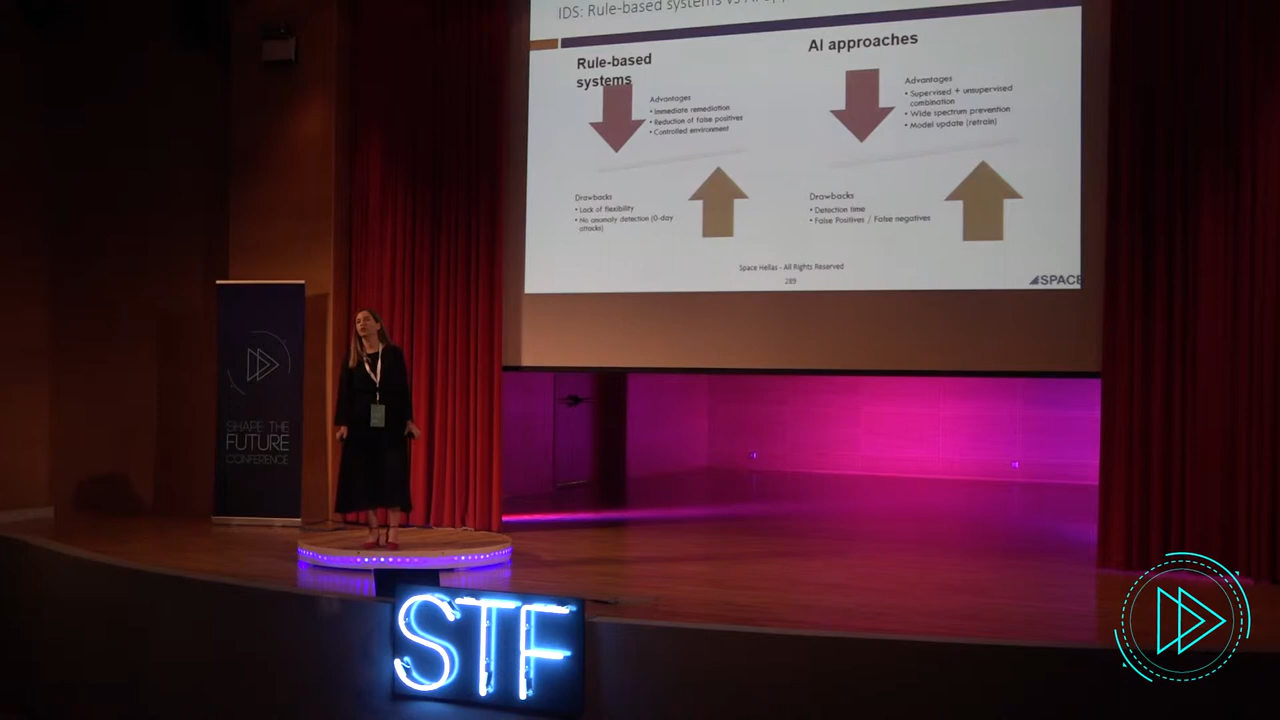 IDS: Rule-based systems vs AI
Rule-based
systems
Advantages
• Immediate remediation
• Reduction of false positives
• Controlled environment
Drawbacks
• Lack of flexibility
• No anomaly detection (0-day
attacks)
AI approaches
Advantages
• Supervised + unsupervised
combination
• Wide spectrum prevention
• Model update (retrain)
Drawbacks
• Detection time
• False Positives / False negatives
Space Hellas - All Rights Reserved
289
SPACE
SHAPE THE
FUTURE
CONFERENCE
STF